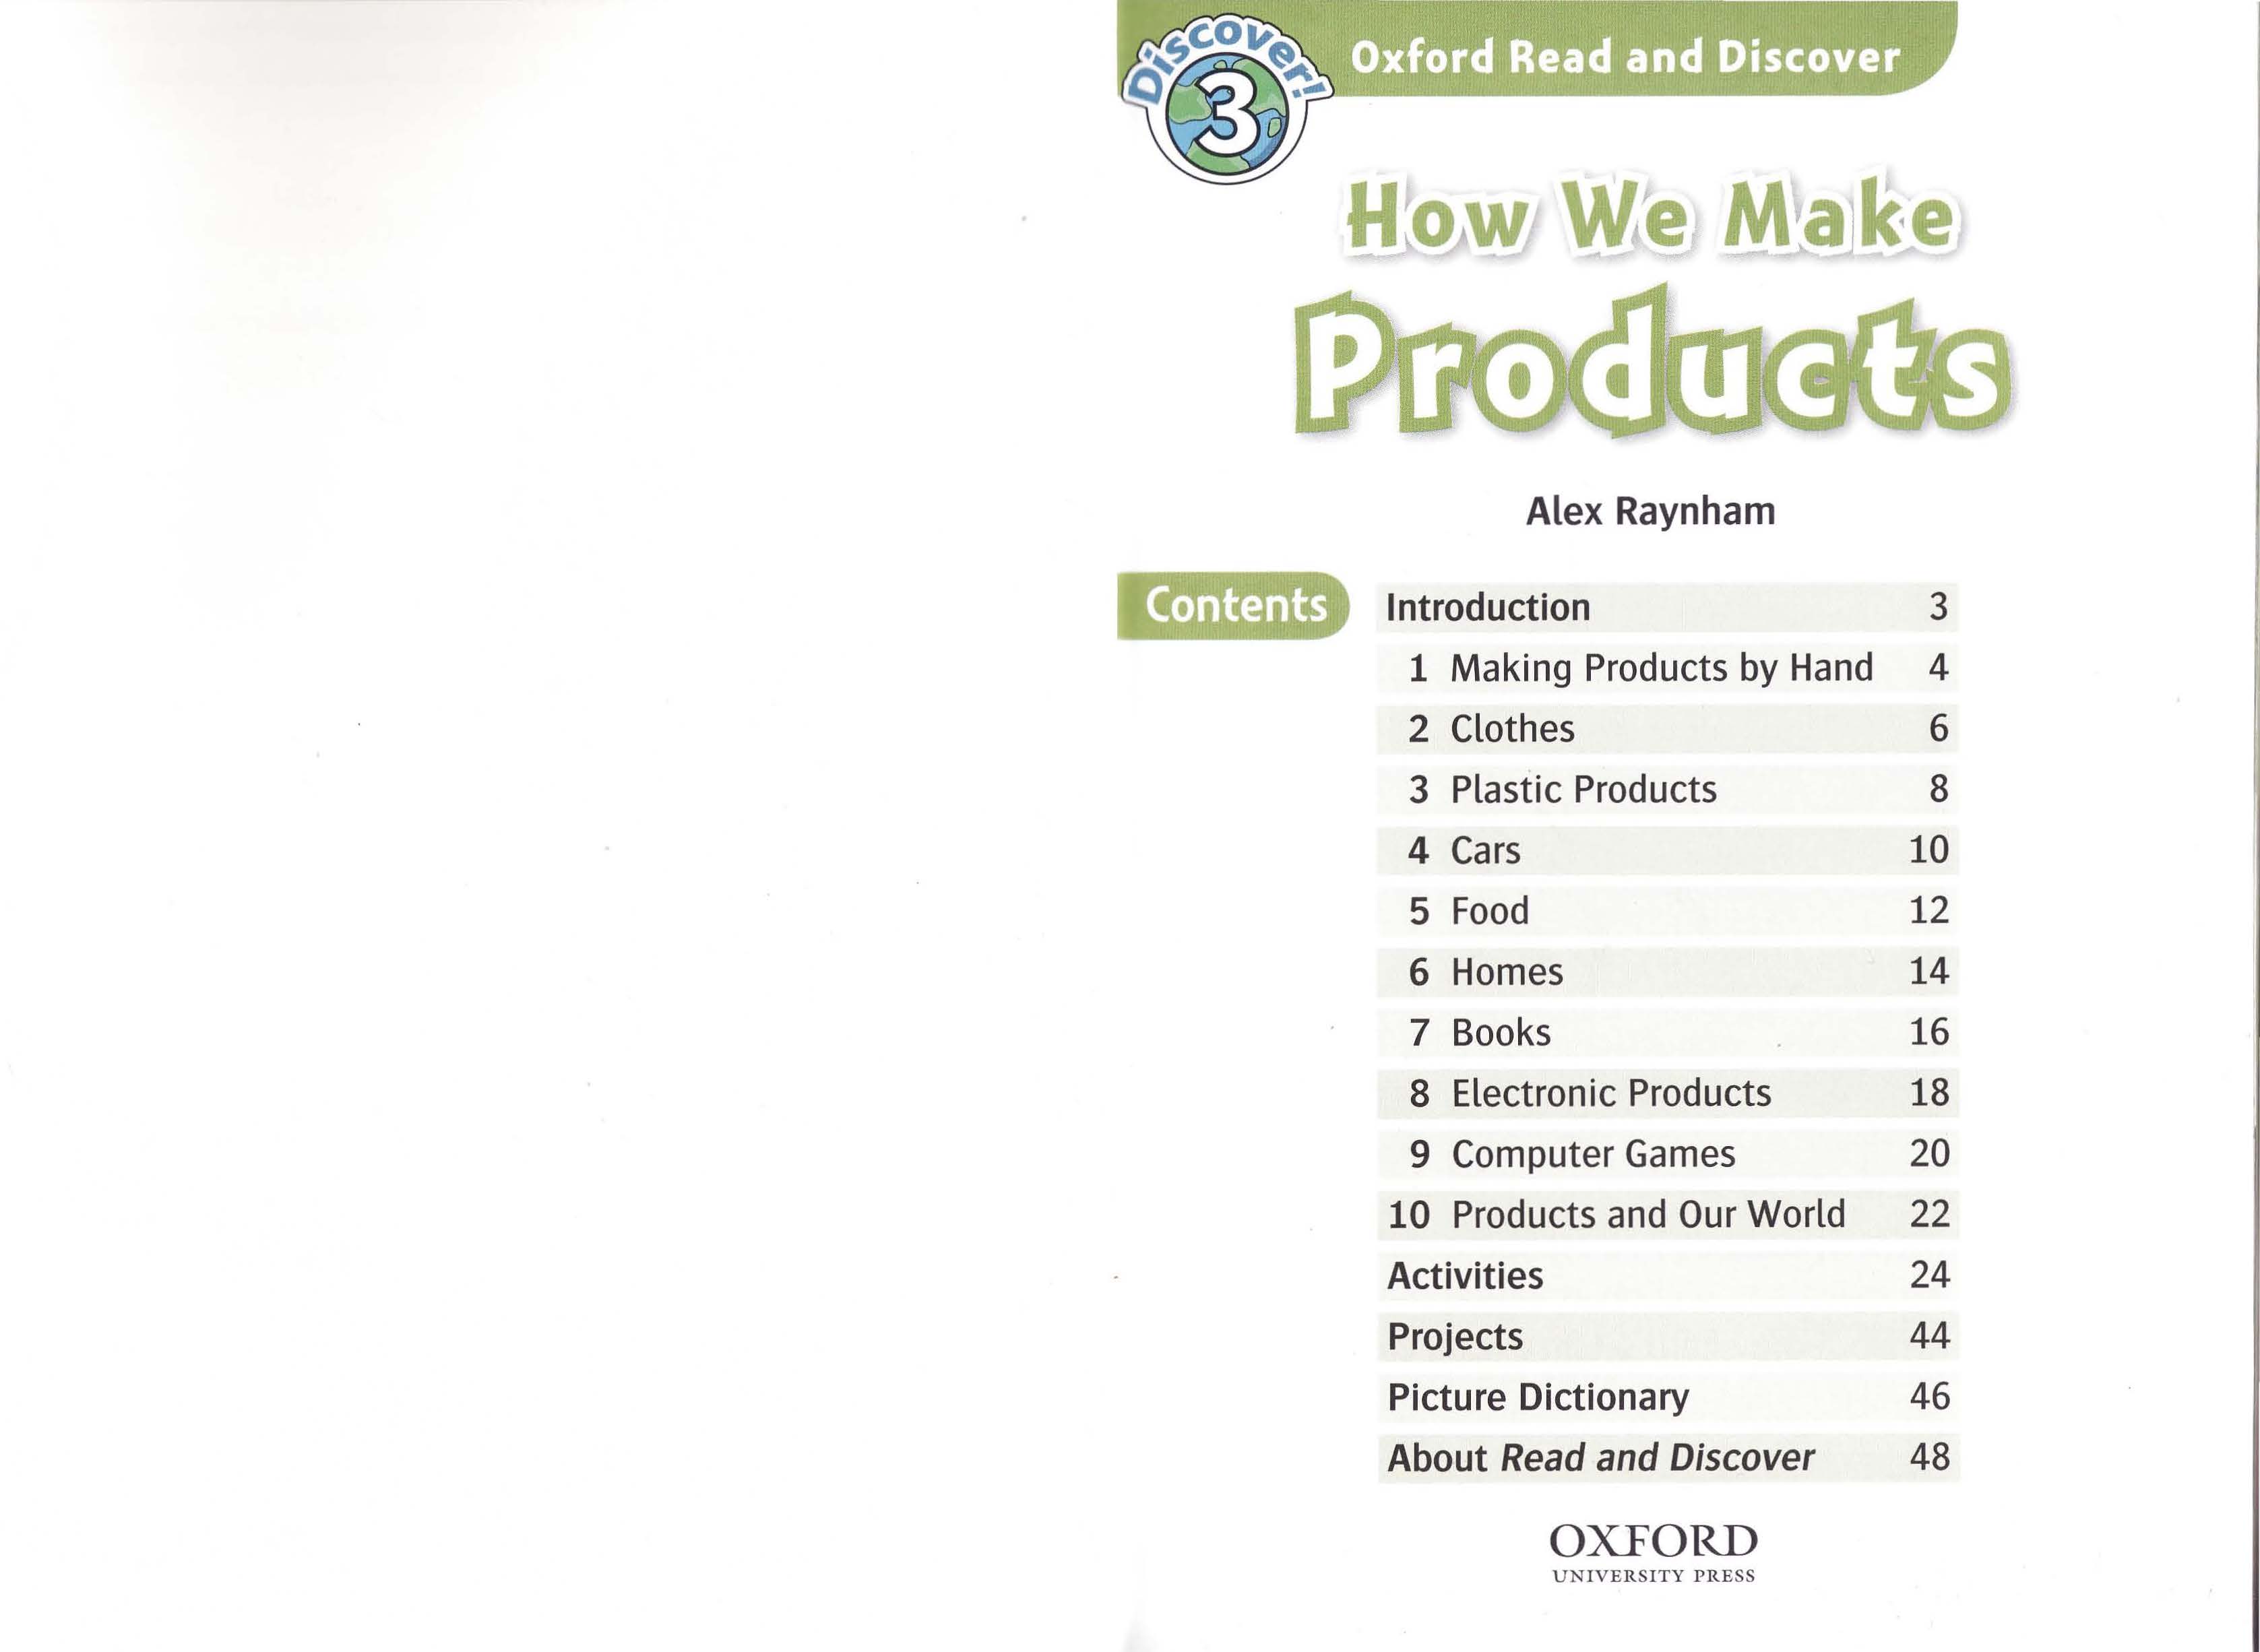 Discover!
3
Oxford Read and Discover
How We Make
Products
Alex Raynham
Contents
Introduction 3
1 Making Products by Hand 4
2 Clothes 6
3 Plastic Products 8
4 Cars 10
5 Food 12
6 Homes 14
7 Books 16
8 Electronic Products 18
9 Computer Games 20
10 Products and Our World 22
Activities 24
Projects 44
Picture Dictionary 46
About Read and Discover 48
OXFORD
UNIVERSITY PRESS